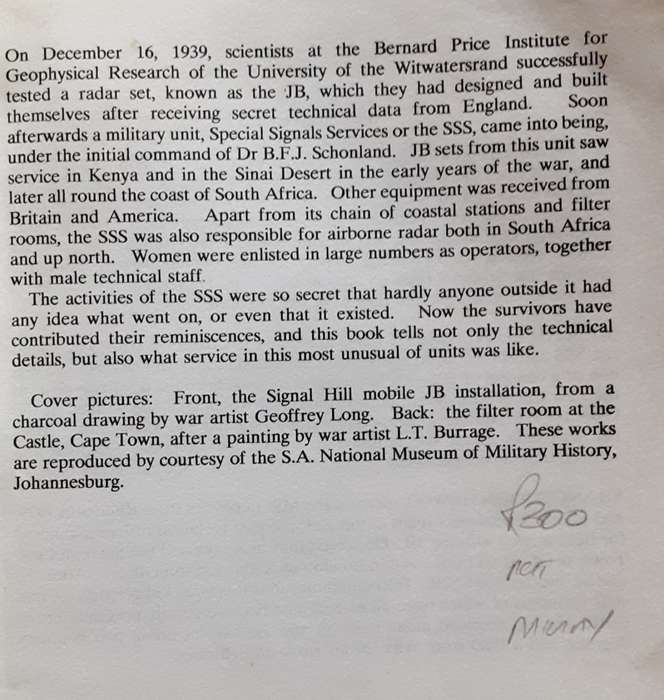 On December 16, 1939, scientists at the Bernard Price Institute for
Geophysical Research of the University of the Witwatersrand successfully
tested a radar set, known as the JB, which they had designed and built
themselves after receiving secret technical data from England. Soon
afterwards a military unit, Special Signals Services or the SSS, came into being,
under the initial command of Dr B.F.J. Schonland. JB sets from this unit saw
service in Kenya and in the Sinai Desert in the early years of the war, and
later all round the coast of South Africa. Other equipment was received from
Britain and America. Apart from its chain of coastal stations and filter
rooms, the SSS was also responsible for airborne radar both in South Africa
and up north. Women were enlisted in large numbers as operators, together
with male technical staff.
The activities of the SSS were so secret that hardly anyone outside it had
any idea what went on, or even that it existed. Now the survivors have
contributed their reminiscences, and this book tells not only the technical
details, but also what service in this most unusual of units was like.
Cover pictures: Front, the Signal Hill mobile JB installation, from a
charcoal drawing by war artist Geoffrey Long. Back: the filter room at the
Castle, Cape Town, after a painting by war artist L.T. Burrage. These works
are reproduced by courtesy of the S.A. National Museum of Military History,
Johannesburg.
R200